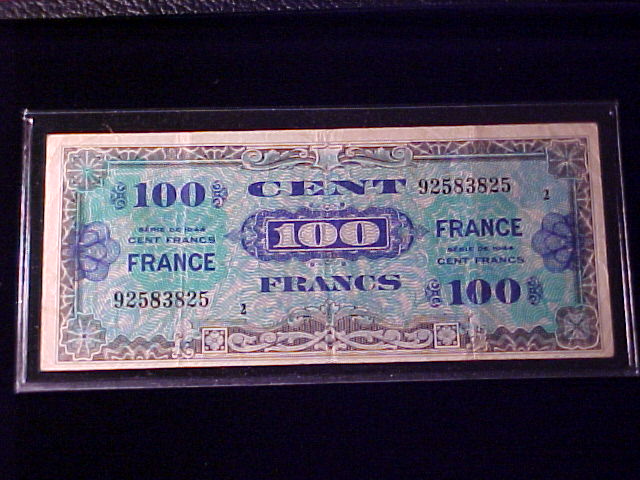 100 CENT 92583825
2
SÉRIE DE 1944
CENT FRANCS
FRANCE
100
FRANCE
SÉRIE DE 1944
CENT FRANCS
92583825
2
FRANCS
100